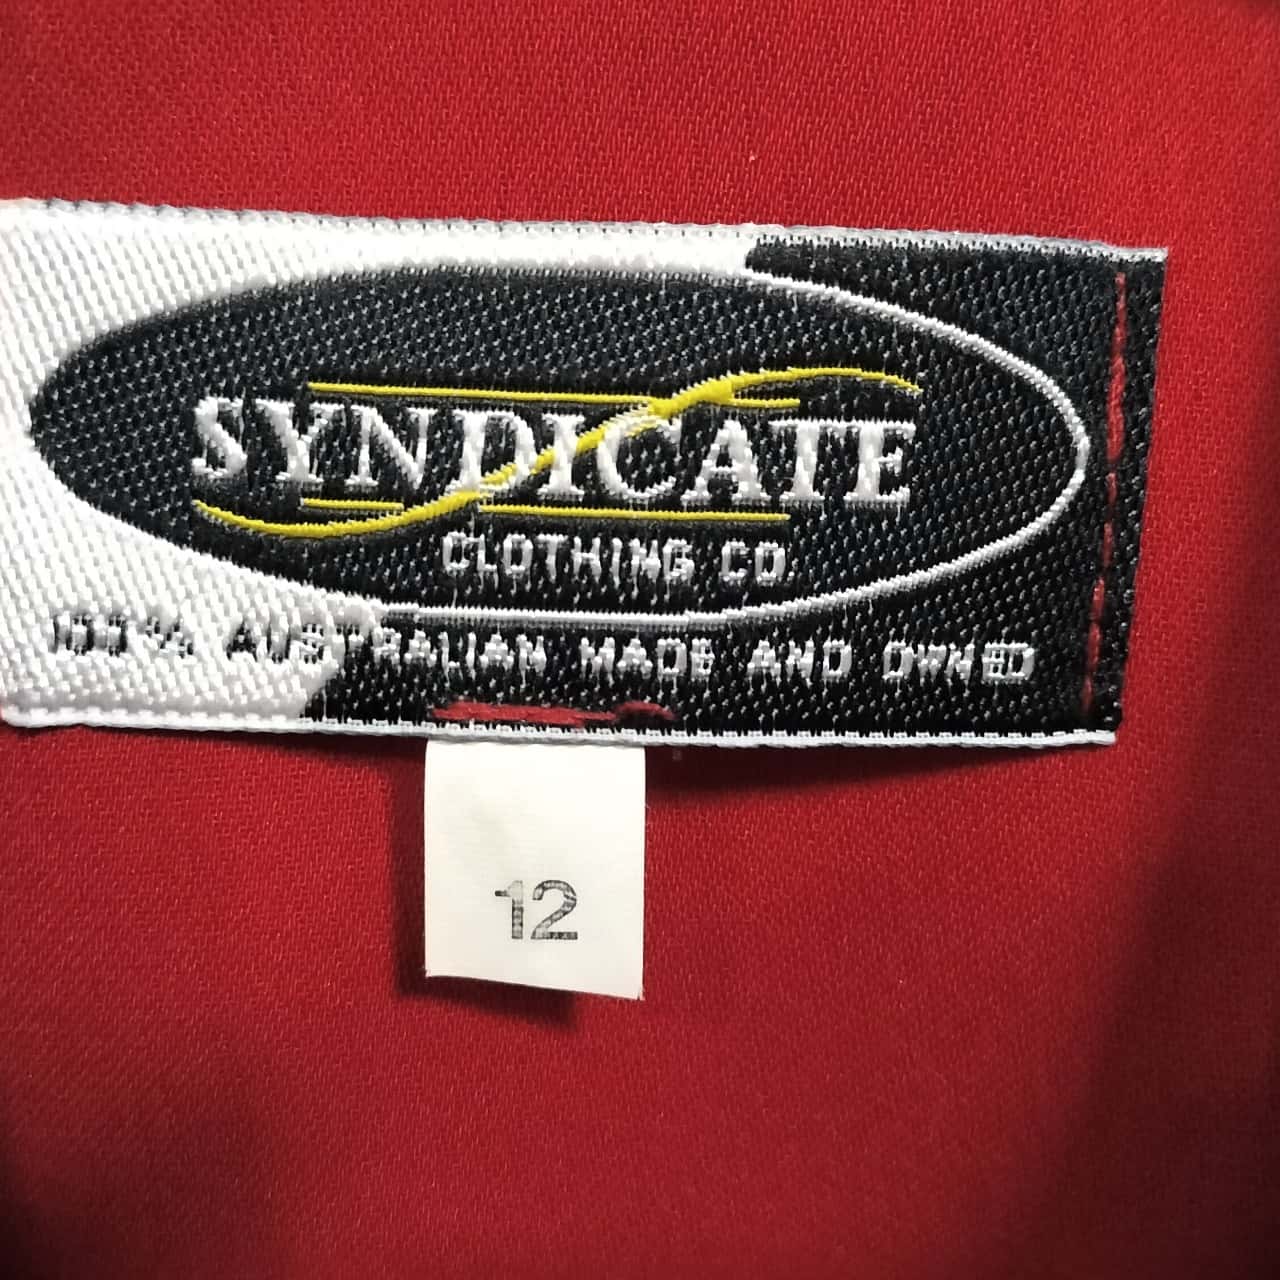 SYNDICATE
CLOTHING CO.
100% AUSTRALIAN MADE AND OWNED
12